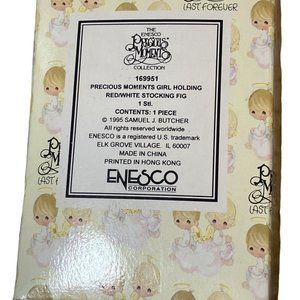 LAST FOREVER
THE
ENESCO
PRECIOUS
MOMENTS
COLLECTION
169951
PRECIOUS MOMENTS GIRL HOLDING
RED/WHITE STOCKING FIG
1 Stl.
CONTENTS: 1 PIECE
© 1995 SAMUEL J. BUTCHER
All rights reserved worldwide
ENESCO is a registered U.S. trademark
ELK GROVE VILLAGE. IL 60007
MADE IN CHINA
PRINTED IN HONG KONG
ENESCO
CORPORATION
LAST FOREVER